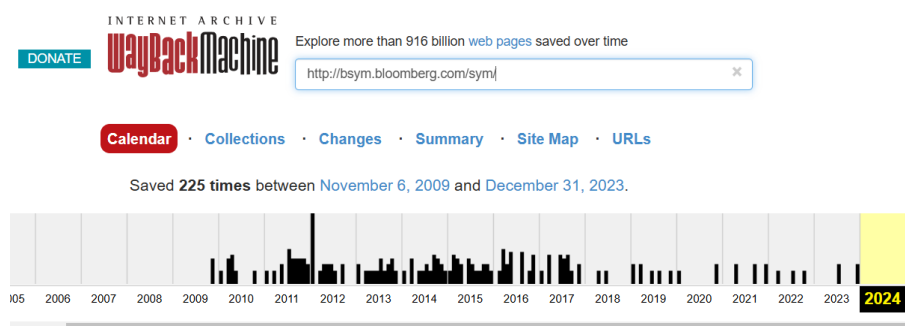 INTERNET ARCHIVE
DONATE
WayBackMachine
Explore more than 916 billion web pages saved over time
http://bsym.bloomberg.com/sym/
×
Calendar · Collections · Changes · Summary · Site Map · URLs
Saved 225 times between November 6, 2009 and December 31, 2023.
05 2006 2007 2008 2009 2010 2011 2012 2013 2014 2015 2016 2017 2018 2019 2020 2021 2022 2023 2024